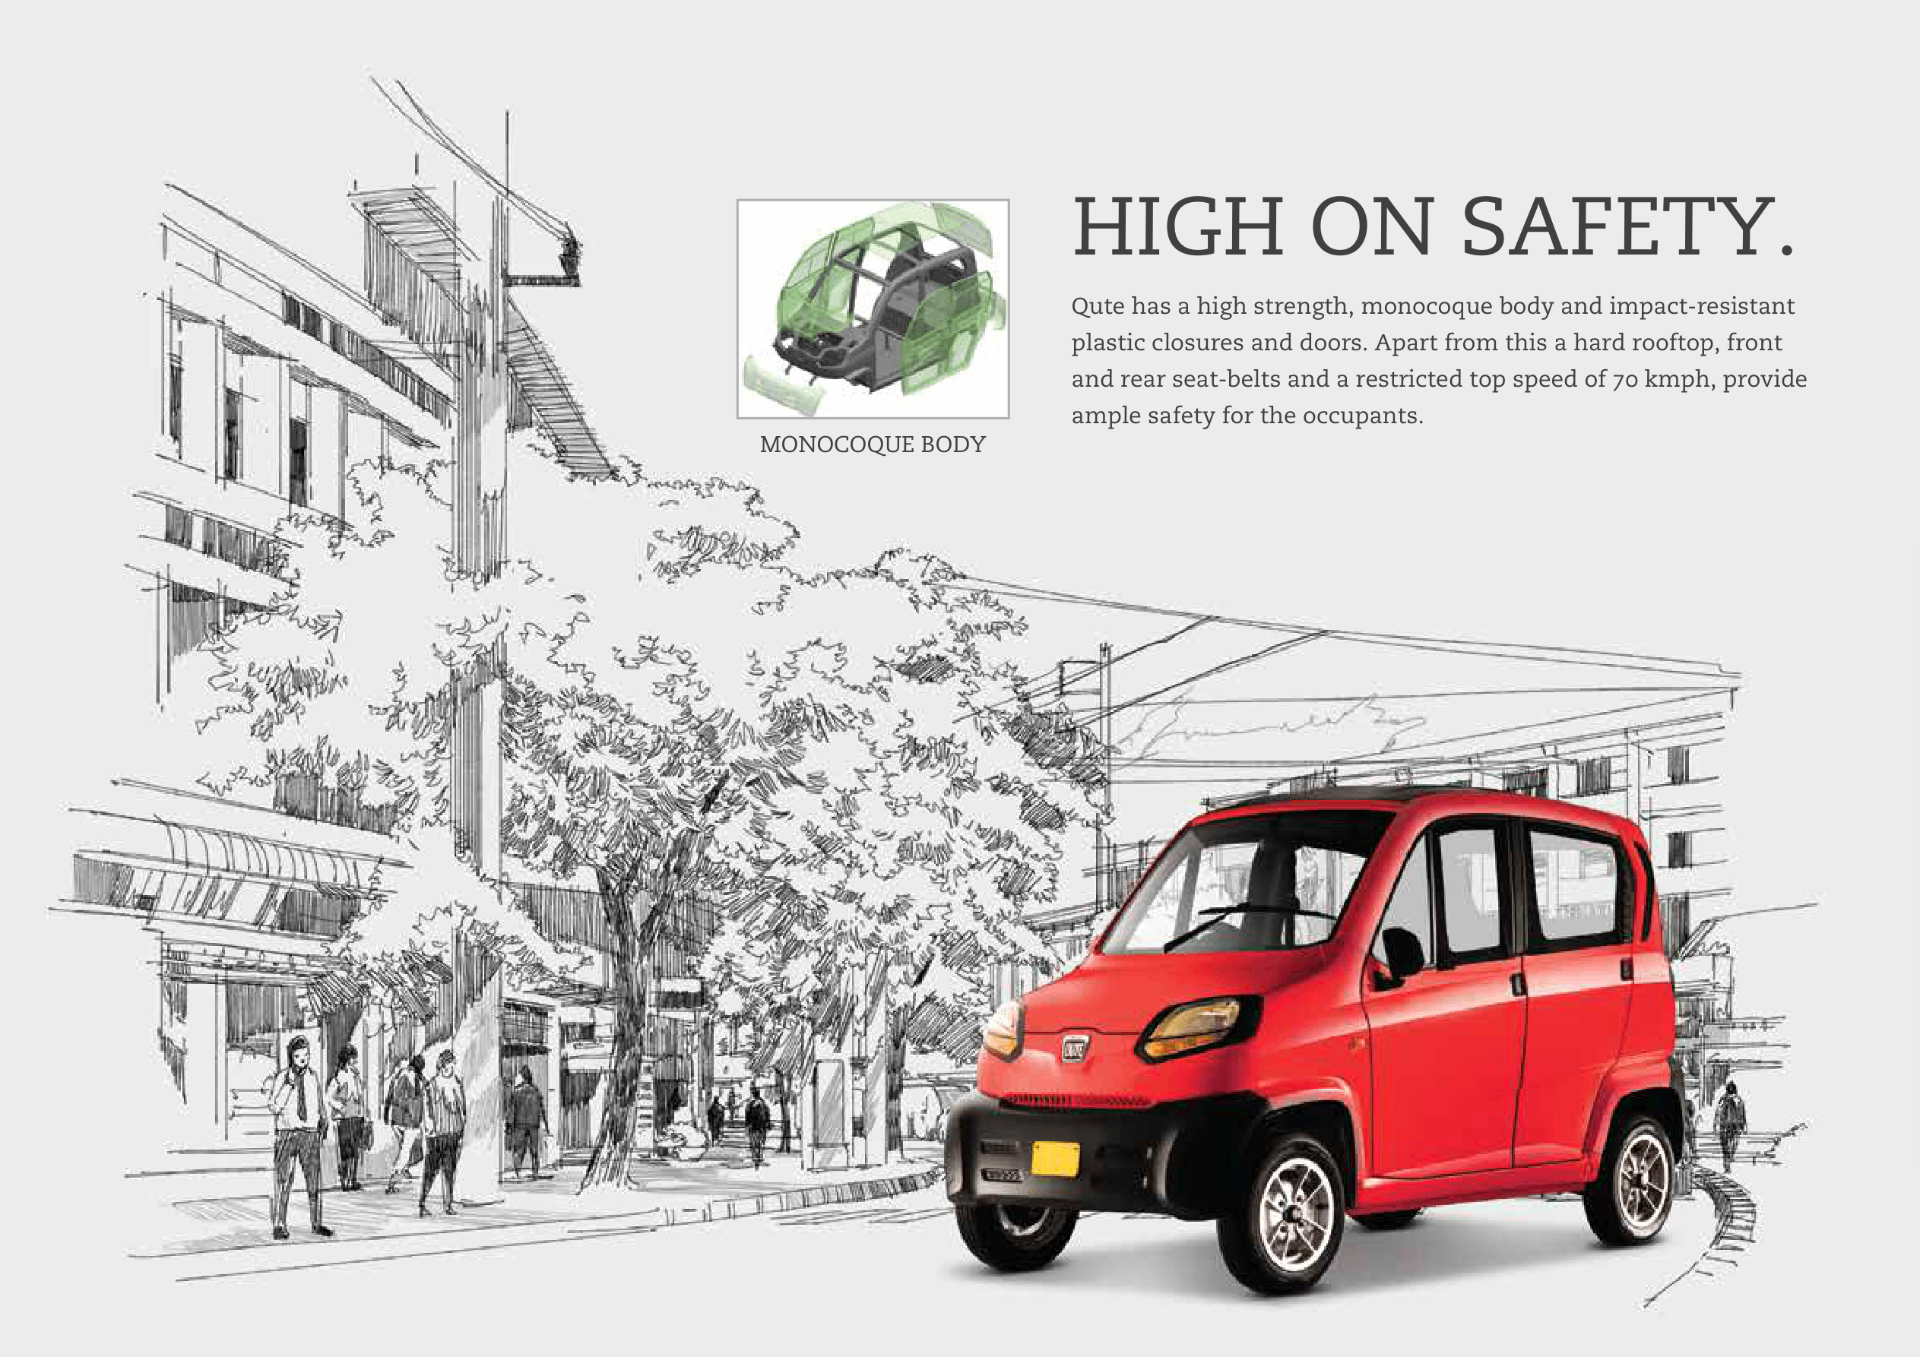 HIGH ON SAFETY.
Qute has a high strength, monocoque body and impact-resistant
plastic closures and doors. Apart from this a hard rooftop, front
and rear seat-belts and a restricted top speed of 70 kmph, provide
ample safety for the occupants.
MONOCOQUE BODY